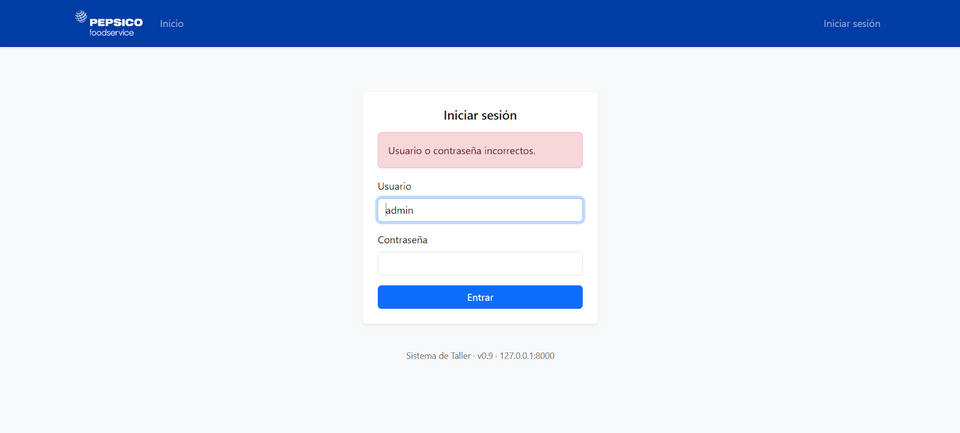 PEPSICO
foodservice
Inicio
Iniciar sesión
Iniciar sesión
Usuario o contraseña incorrectos.
Usuario
admin
Contraseña
Entrar
Sistema de Taller · v0.9 · 127.0.0.1:8000